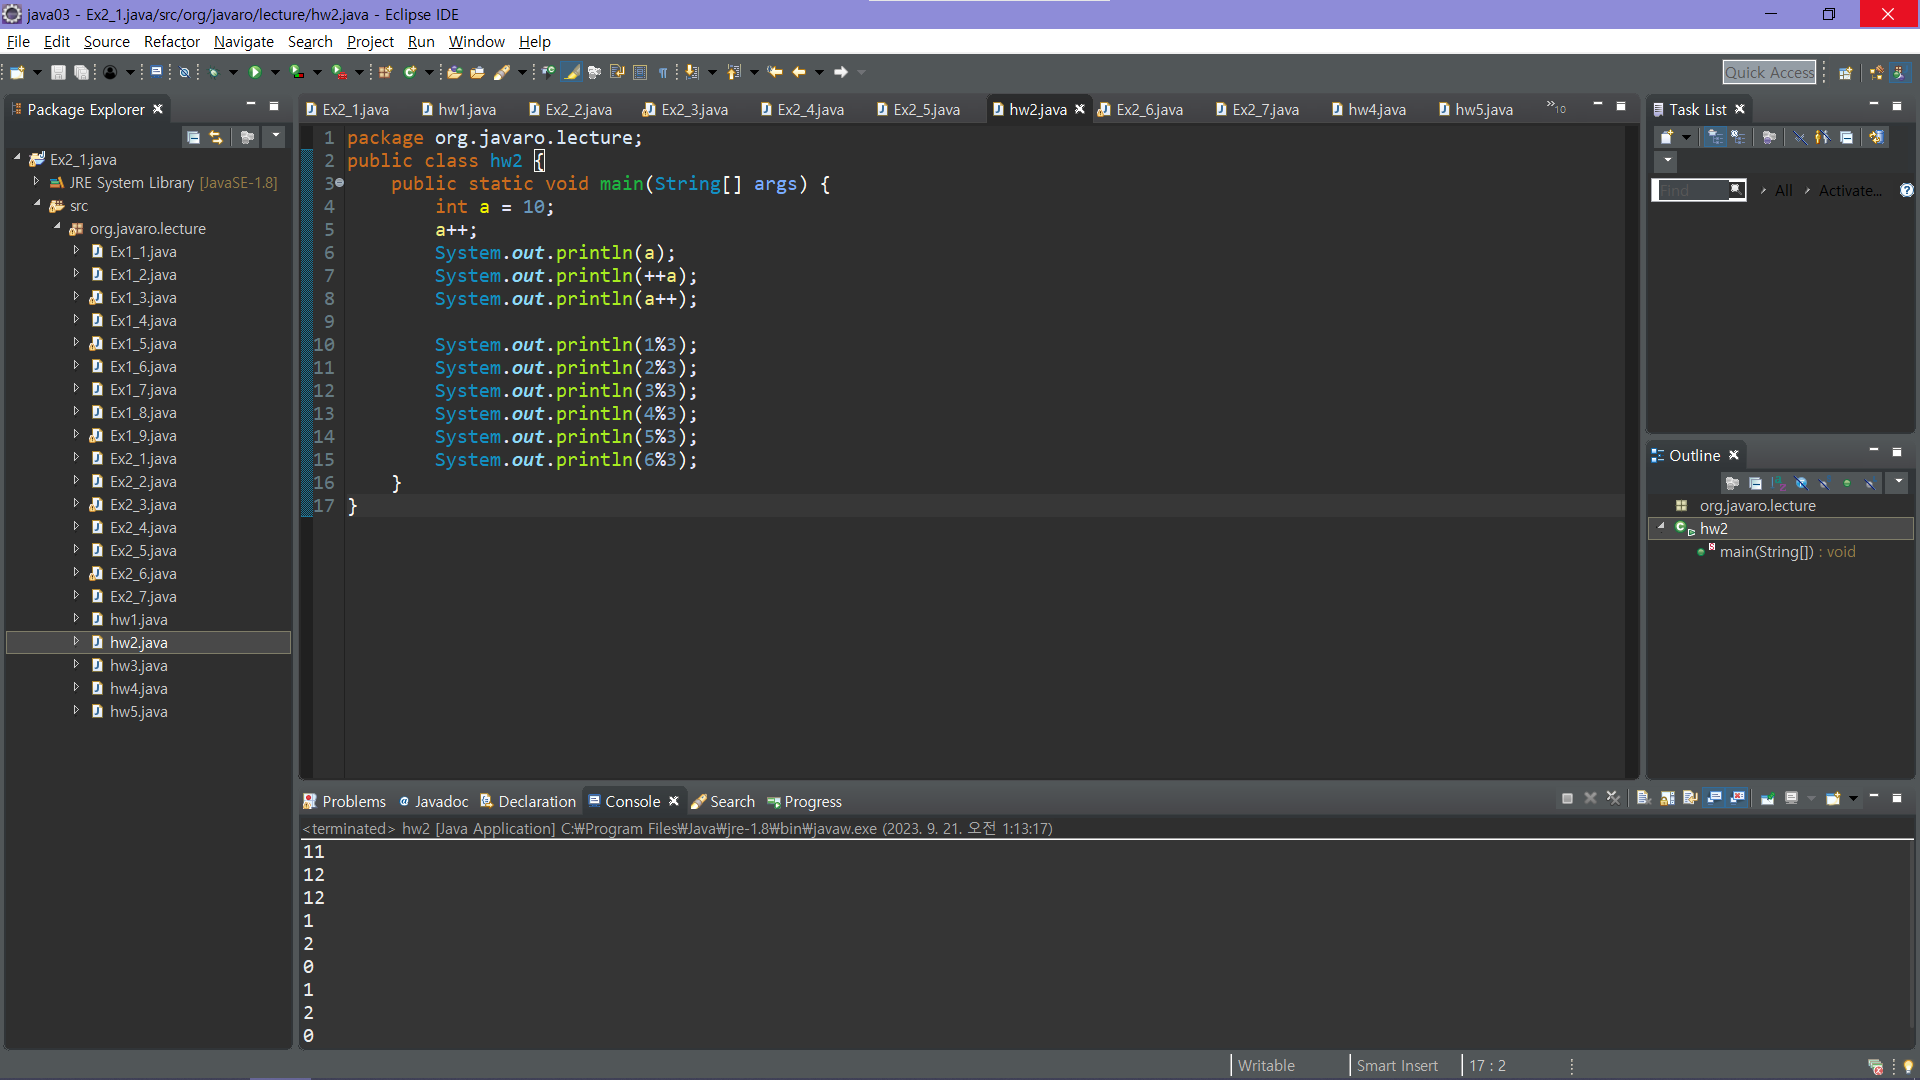 java03 - Ex2_1.java/src/org/javaro/lecture/hw2.java - Eclipse IDE
File Edit Source Refactor Navigate Search Project Run Window Help
Quick Access
Package Explorer
Ex2_1.java
JRE System Library [JavaSE-1.8]
src
org.javaro.lecture
Ex1_1.java
Ex1_2.java
Ex1_3.java
Ex1_4.java
Ex1_5.java
Ex1_6.java
Ex1_7.java
Ex1_8.java
Ex1_9.java
Ex2_1.java
Ex2_2.java
Ex2_3.java
Ex2_4.java
Ex2_5.java
Ex2_6.java
Ex2_7.java
hw1.java
hw2.java
hw3.java
hw4.java
hw5.java
Ex2_1.java hw1.java Ex2_2.java Ex2_3.java Ex2_4.java Ex2_5.java hw2.java Ex2_6.java Ex2_7.java hw4.java hw5.java »10
1 package org.javaro.lecture;
2 public class hw2 {
3 public static void main(String[] args) {
4 int a = 10;
5 a++;
6 System.out.println(a);
7 System.out.println(++a);
8 System.out.println(a++);
9
10 System.out.println(1%3);
11 System.out.println(2%3);
12 System.out.println(3%3);
13 System.out.println(4%3);
14 System.out.println(5%3);
15 System.out.println(6%3);
16 }
17 }
Task List
Find All Activate...
Outline
org.javaro.lecture
hw2
main(String[]) : void
Problems Javadoc Declaration Console Search Progress
<terminated> hw2 [Java Application] C:₩Program Files₩Java₩jre-1.8₩bin₩javaw.exe (2023. 9. 21. 오전 1:13:17)
11
12
12
1
2
0
1
2
0
Writable Smart Insert 17 : 2